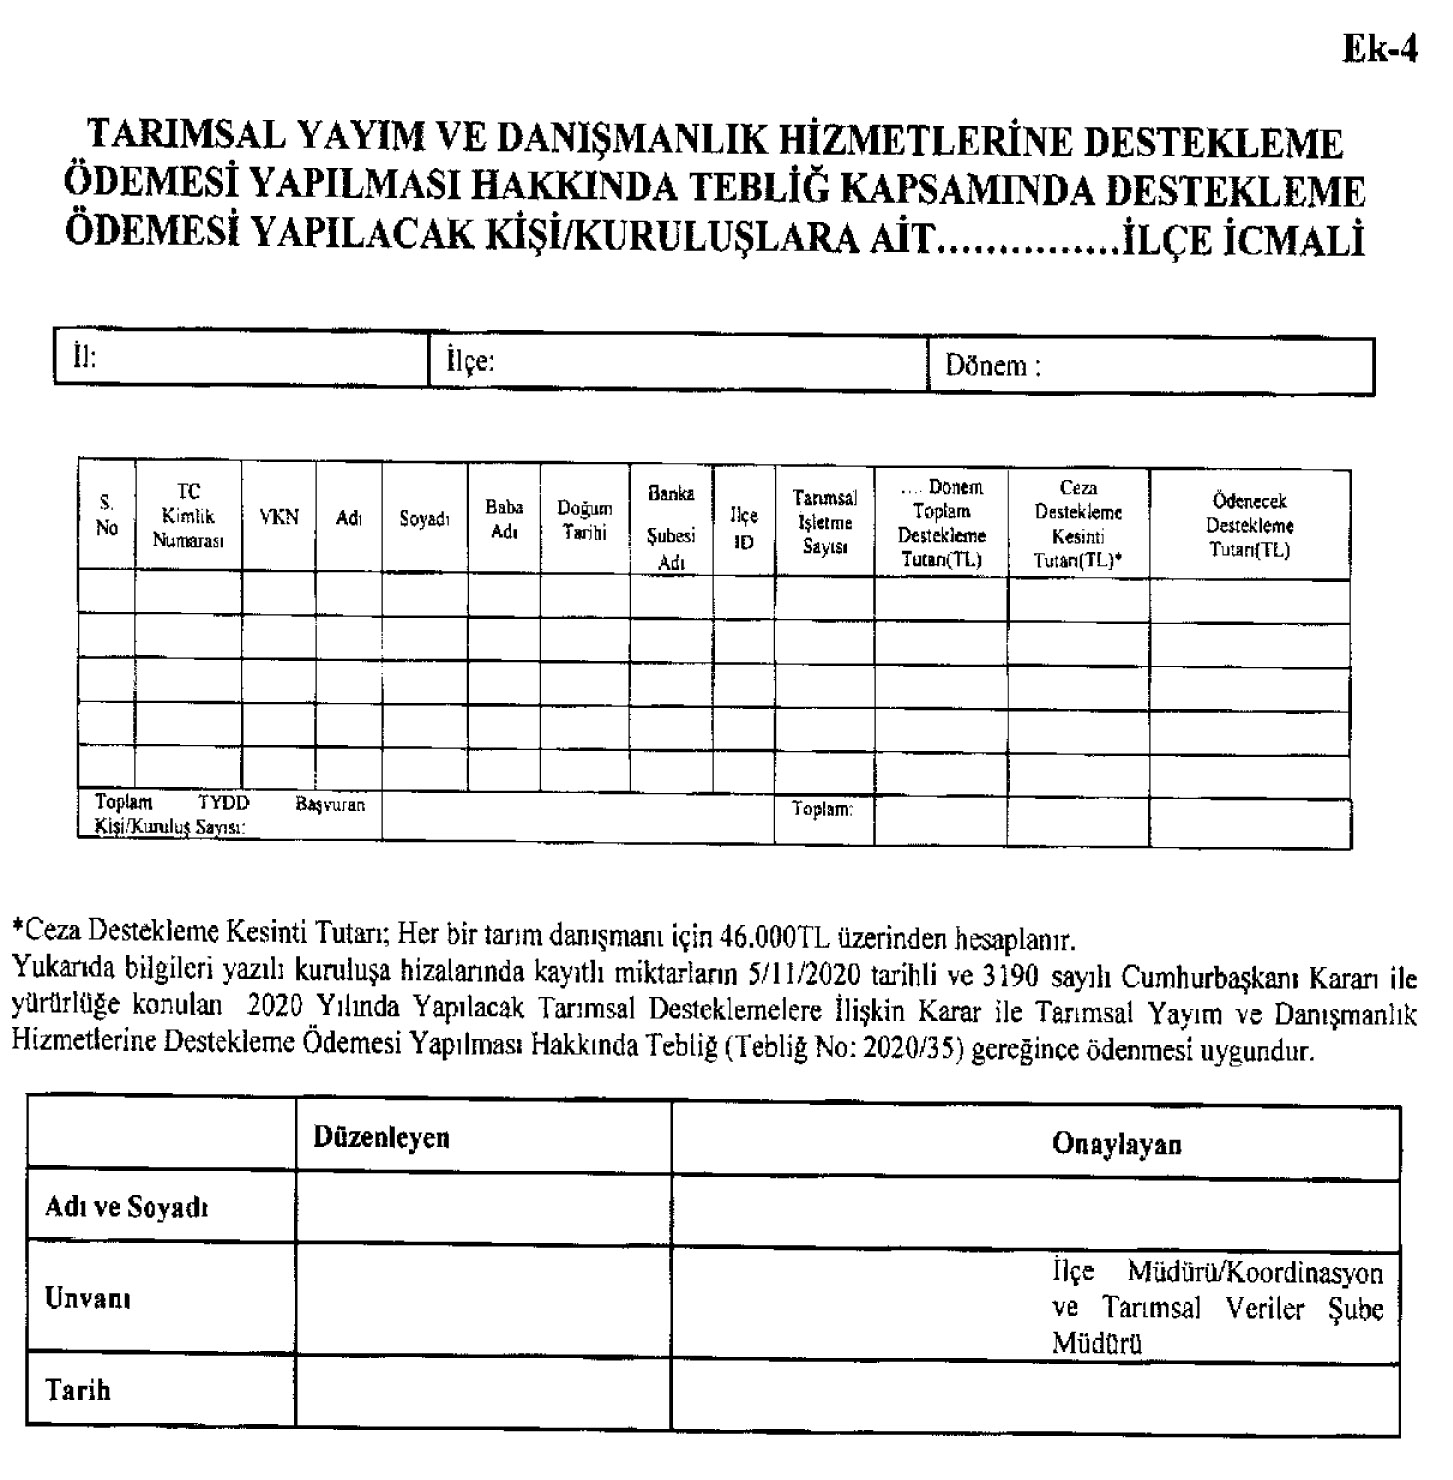 Ek-4
TARIMSAL YAYIM VE DANIŞMANLIK HİZMETLERİNE DESTEKLEME
ÖDEMESİ YAPILMASI HAKKINDA TEBLİĞ KAPSAMINDA DESTEKLEME
ÖDEMESİ YAPILACAK KİŞİ/KURULUŞLARA AİT...............İLÇE İCMALİ
İl: İlçe: Dönem :
S. No
TC Kimlik Numarası
VKN
Adı
Soyadı
Baba Adı
Doğum Tarihi
Banka Şubesi Adı
İlçe ID
Tarımsal İşletme Sayısı
.... Dönem Toplam Destekleme Tutarı(TL)
Ceza Destekleme Kesinti Tutarı(TL)*
Ödenecek Destekleme Tutarı(TL)
Toplam TYDD Başvuran
Kişi/Kuruluş Sayısı:
Toplam:
*Ceza Destekleme Kesinti Tutarı; Her bir tarım danışmanı için 46.000TL üzerinden hesaplanır.
Yukarıda bilgileri yazılı kuruluşa hizalarında kayıtlı miktarların 5/11/2020 tarihli ve 3190 sayılı Cumhurbaşkanı Kararı ile
yürürlüğe konulan 2020 Yılında Yapılacak Tarımsal Desteklemelere İlişkin Karar ile Tarımsal Yayım ve Danışmanlık
Hizmetlerine Destekleme Ödemesi Yapılması Hakkında Tebliğ (Tebliğ No: 2020/35) gereğince ödenmesi uygundur.
Düzenleyen Onaylayan
Adı ve Soyadı
Unvanı
İlçe Müdürü/Koordinasyon
ve Tarımsal Veriler Şube
Müdürü
Tarih